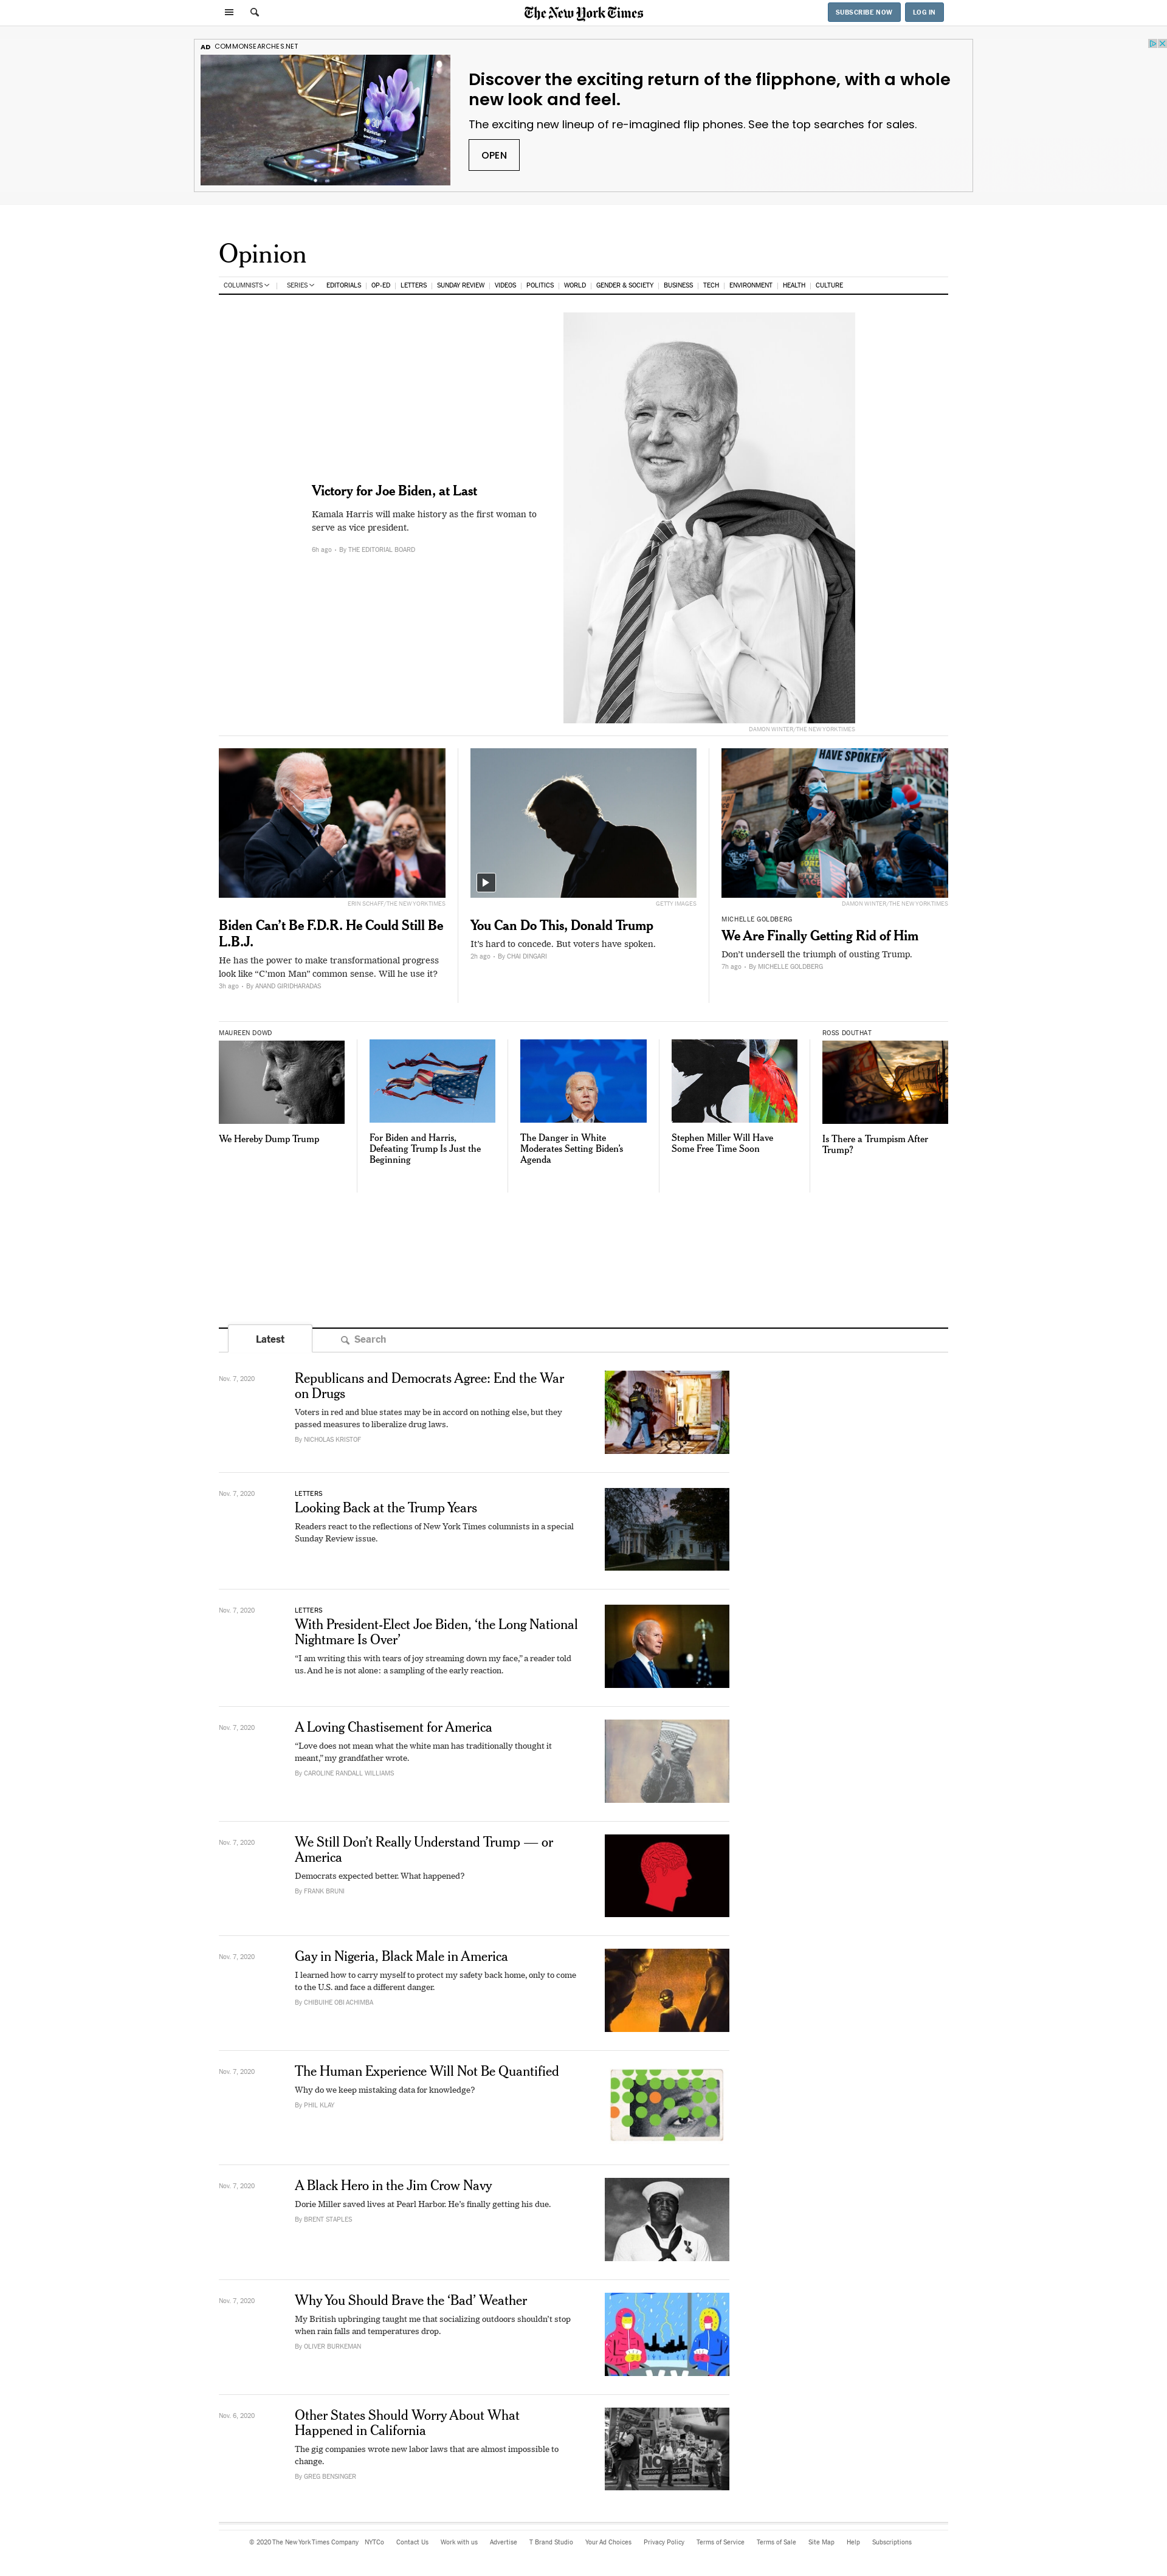 The New York Times
SUBSCRIBE NOW
LOG IN
AD COMMONSEARCHES.NET
Discover the exciting return of the flipphone, with a whole
new look and feel.
The exciting new lineup of re-imagined flip phones. See the top searches for sales.
OPEN
Opinion
COLUMNISTS | SERIES | EDITORIALS | OP-ED | LETTERS | SUNDAY REVIEW | VIDEOS | POLITICS | WORLD | GENDER & SOCIETY | BUSINESS | TECH | ENVIRONMENT | HEALTH | CULTURE
Victory for Joe Biden, at Last
Kamala Harris will make history as the first woman to
serve as vice president.
6h ago • By THE EDITORIAL BOARD
DAMON WINTER/THE NEW YORK TIMES
ERIN SCHAFF/THE NEW YORK TIMES
Biden Can’t Be F.D.R. He Could Still Be
L.B.J.
He has the power to make transformational progress
look like “C’mon Man” common sense. Will he use it?
3h ago • By ANAND GIRIDHARADAS
GETTY IMAGES
You Can Do This, Donald Trump
It’s hard to concede. But voters have spoken.
2h ago • By CHAI DINGARI
HAVE SPOKEN
DAMON WINTER/THE NEW YORK TIMES
MICHELLE GOLDBERG
We Are Finally Getting Rid of Him
Don’t undersell the triumph of ousting Trump.
7h ago • By MICHELLE GOLDBERG
MAUREEN DOWD
We Hereby Dump Trump
For Biden and Harris,
Defeating Trump Is Just the
Beginning
The Danger in White
Moderates Setting Biden’s
Agenda
Stephen Miller Will Have
Some Free Time Soon
ROSS DOUTHAT
Is There a Trumpism After
Trump?
Latest
Search
Nov. 7, 2020
Republicans and Democrats Agree: End the War
on Drugs
Voters in red and blue states may be in accord on nothing else, but they
passed measures to liberalize drug laws.
By NICHOLAS KRISTOF
Nov. 7, 2020
LETTERS
Looking Back at the Trump Years
Readers react to the reflections of New York Times columnists in a special
Sunday Review issue.
Nov. 7, 2020
LETTERS
With President-Elect Joe Biden, ‘the Long National
Nightmare Is Over’
“I am writing this with tears of joy streaming down my face,” a reader told
us. And he is not alone: a sampling of the early reaction.
Nov. 7, 2020
A Loving Chastisement for America
“Love does not mean what the white man has traditionally thought it
meant,” my grandfather wrote.
By CAROLINE RANDALL WILLIAMS
Nov. 7, 2020
We Still Don’t Really Understand Trump — or
America
Democrats expected better. What happened?
By FRANK BRUNI
Nov. 7, 2020
Gay in Nigeria, Black Male in America
I learned how to carry myself to protect my safety back home, only to come
to the U.S. and face a different danger.
By CHIBUIHE OBI ACHIMBA
Nov. 7, 2020
The Human Experience Will Not Be Quantified
Why do we keep mistaking data for knowledge?
By PHIL KLAY
Nov. 7, 2020
A Black Hero in the Jim Crow Navy
Dorie Miller saved lives at Pearl Harbor. He’s finally getting his due.
By BRENT STAPLES
Nov. 7, 2020
Why You Should Brave the ‘Bad’ Weather
My British upbringing taught me that socializing outdoors shouldn’t stop
when rain falls and temperatures drop.
By OLIVER BURKEMAN
Nov. 6, 2020
Other States Should Worry About What
Happened in California
The gig companies wrote new labor laws that are almost impossible to
change.
By GREG BENSINGER
© 2020 The New York Times Company NYTCo Contact Us Work with us Advertise T Brand Studio Your Ad Choices Privacy Policy Terms of Service Terms of Sale Site Map Help Subscriptions